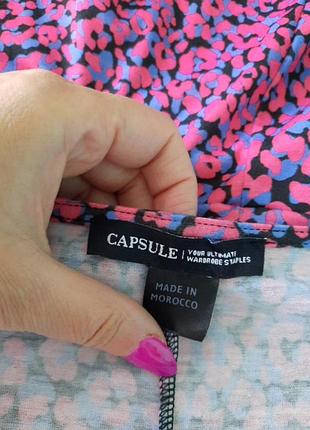 CAPSULE
YOUR ULTIMATE
WARDROBE STAPLES
MADE IN
MOROCCO